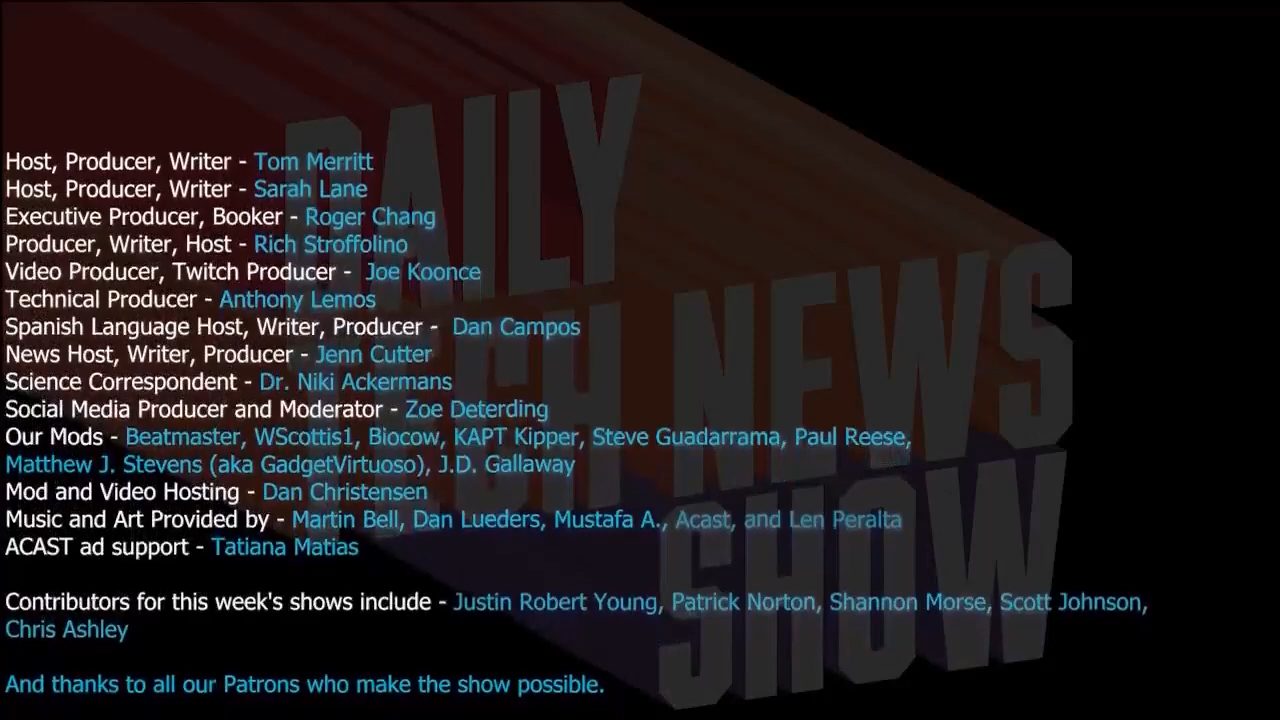 DAILY
TECH NEWS
SHOW
Host, Producer, Writer - Tom Merritt
Host, Producer, Writer - Sarah Lane
Executive Producer, Booker - Roger Chang
Producer, Writer, Host - Rich Stroffolino
Video Producer, Twitch Producer - Joe Koonce
Technical Producer - Anthony Lemos
Spanish Language Host, Writer, Producer - Dan Campos
News Host, Writer, Producer - Jenn Cutter
Science Correspondent - Dr. Niki Ackermans
Social Media Producer and Moderator - Zoe Deterding
Our Mods - Beatmaster, WScottis1, Biocow, KAPT Kipper, Steve Guadarrama, Paul Reese,
Matthew J. Stevens (aka GadgetVirtuoso), J.D. Gallaway
Mod and Video Hosting - Dan Christensen
Music and Art Provided by - Martin Bell, Dan Lueders, Mustafa A., Acast, and Len Peralta
ACAST ad support - Tatiana Matias
Contributors for this week's shows include - Justin Robert Young, Patrick Norton, Shannon Morse, Scott Johnson,
Chris Ashley
And thanks to all our Patrons who make the show possible.